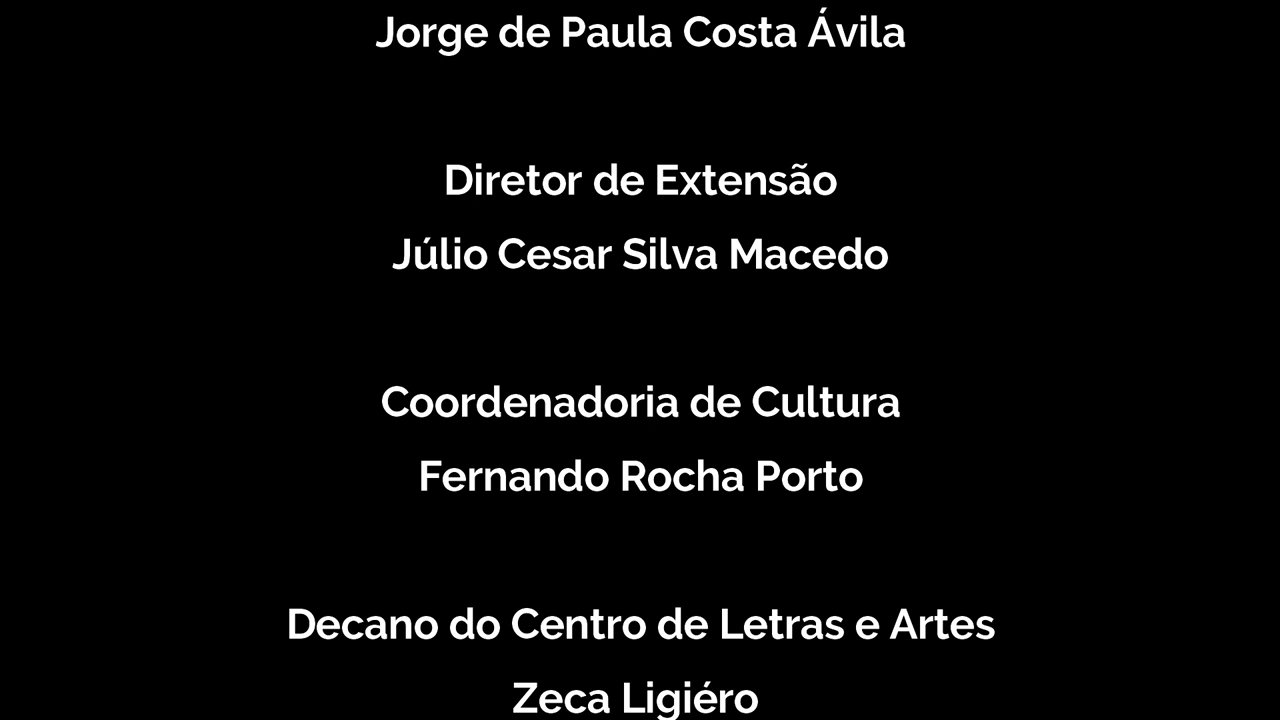 Jorge de Paula Costa Ávila
Diretor de Extensão
Júlio Cesar Silva Macedo
Coordenadoria de Cultura
Fernando Rocha Porto
Decano do Centro de Letras e Artes
Zeca Ligiéro